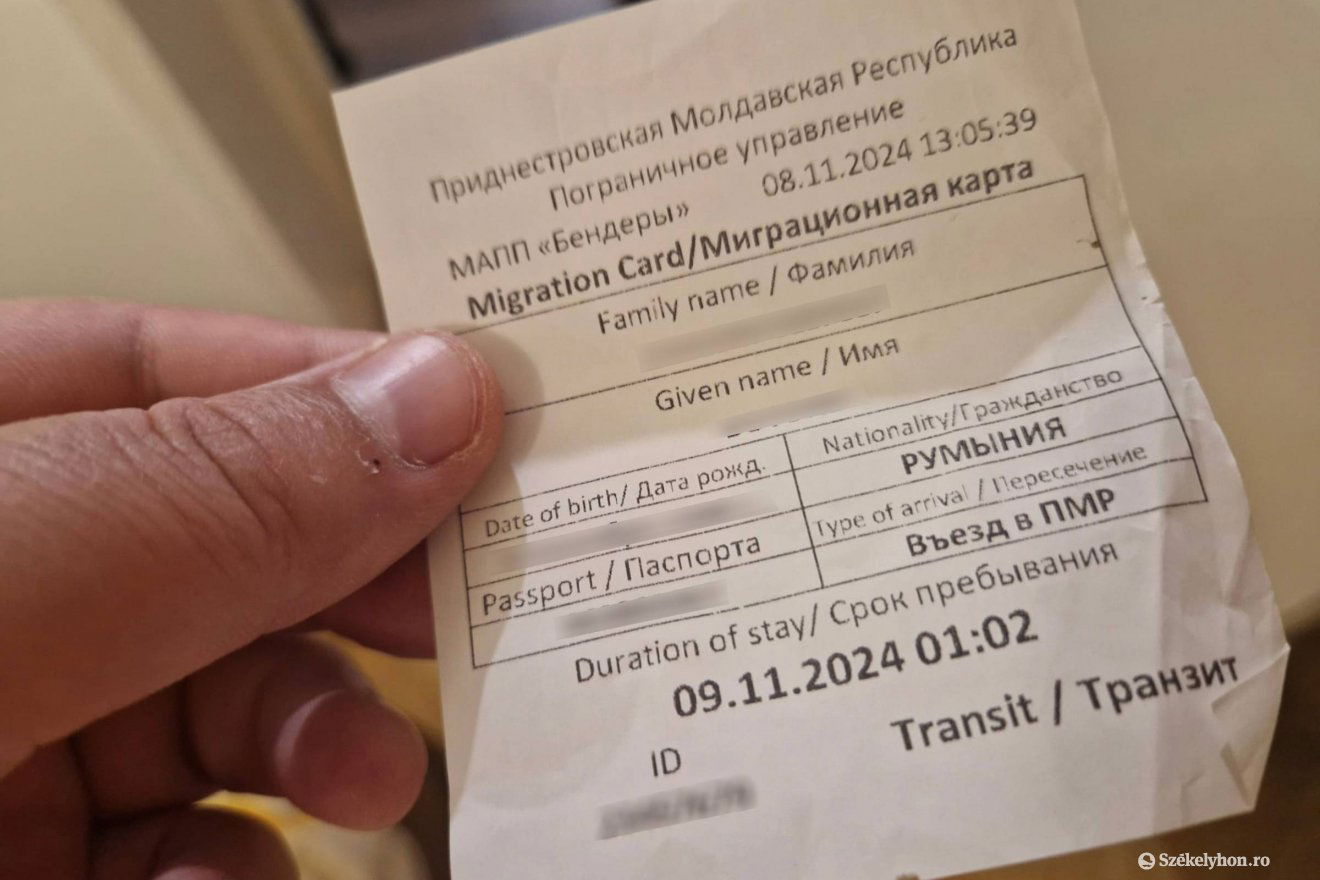 Приднестровская Молдавская Республика
Пограничное управление
МАПП «Бендеры» 08.11.2024 13:05:39
Migration Card/Миграционная карта
Family name / Фамилия
Given name / Имя
Date of birth/ Дата рожд. Nationality/Гражданство
РУМЫНИЯ
Passport / Паспорта Type of arrival / Пересечение
Въезд в ПМР
Duration of stay/ Срок пребывания
09.11.2024 01:02
Transit / Транзит
ID
Székelyhon.ro